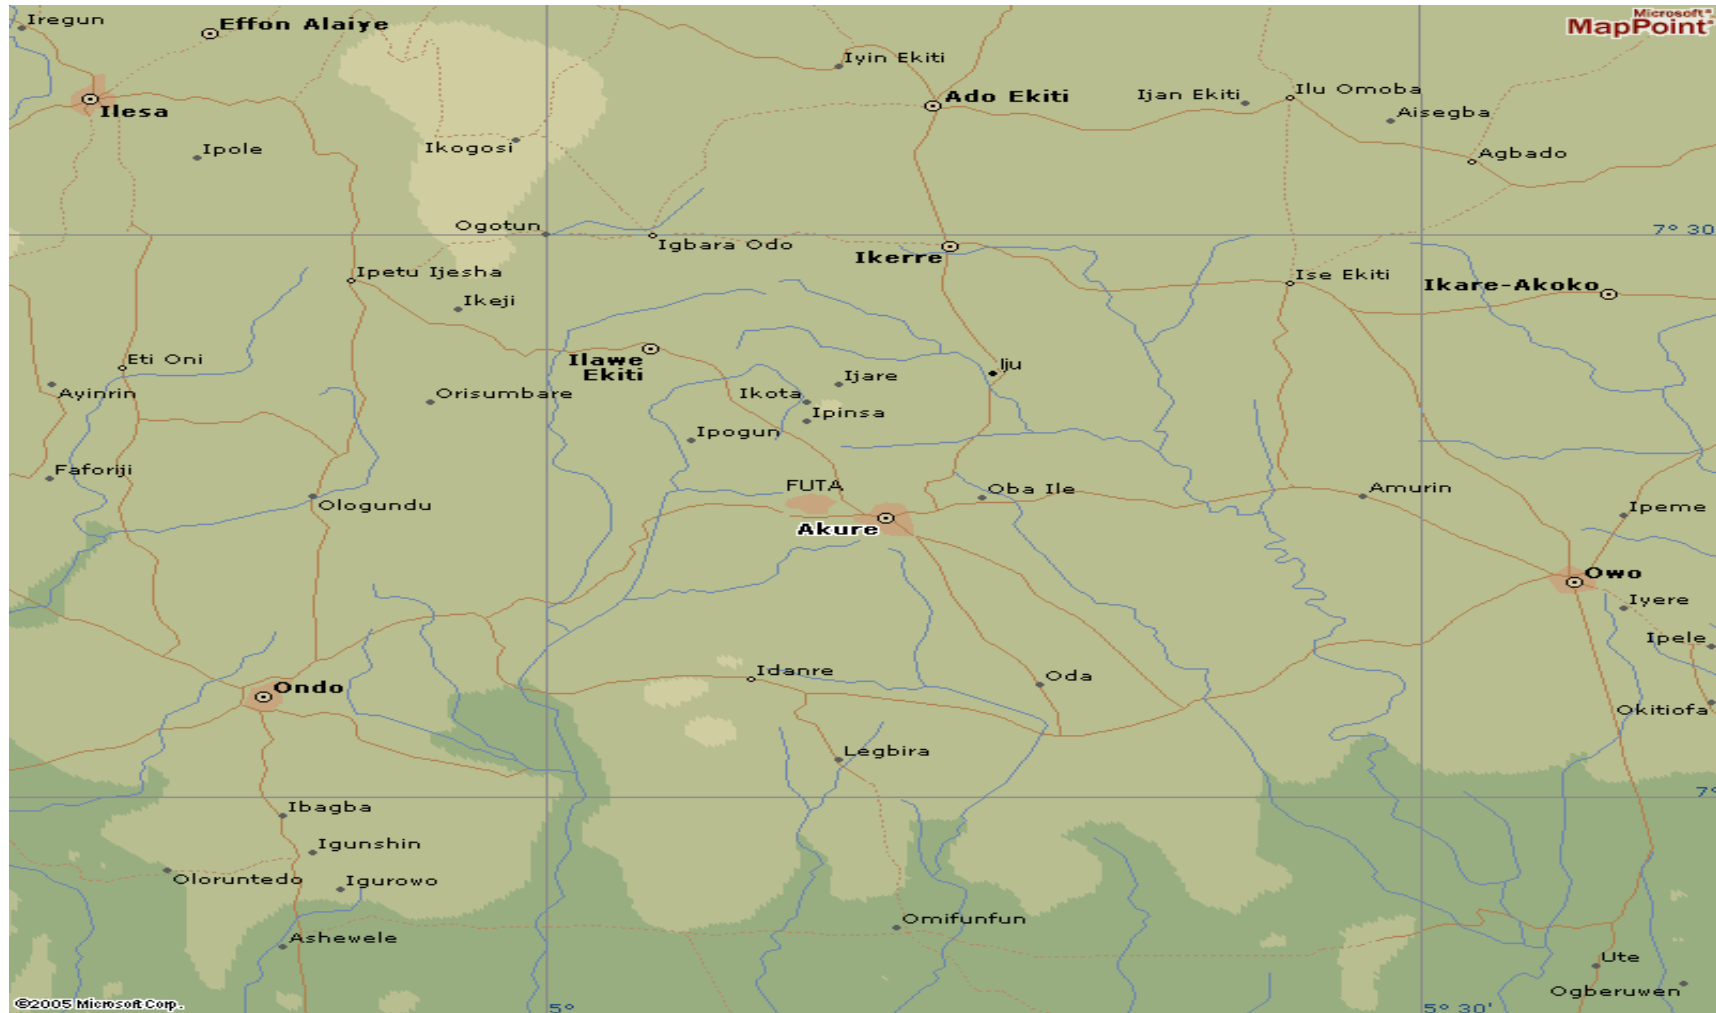 Iregun
Effon Alaiye
Microsoft®
MapPoint®
Iyin Ekiti
Ilesa
Ado Ekiti
Ijan Ekiti
Ilu Omoba
Aisegba
Ipole
Ikogosi
Agbado
Ogotun
Igbara Odo
7° 30
Ikerre
Ipetu Ijesha
Ise Ekiti
Ikare-Akoko
Ikeji
Eti Oni
Ilawe
Ekiti
Iju
Ijare
Ayinrin
Orisumbare
Ikota
Ipinsa
Ipogun
Faforiji
FUTA
Oba Ile
Amurin
Ologundu
Ipeme
Akure
Owo
Iyere
Ipele
Idanre
Oda
Ondo
Okitiofa
Legbira
7°
Ibagba
Igunshin
Oloruntedo
Igurowo
Omifunfun
Ashewele
Ute
Ogberuwen
©2005 Microsoft Corp.
5°
5° 30'